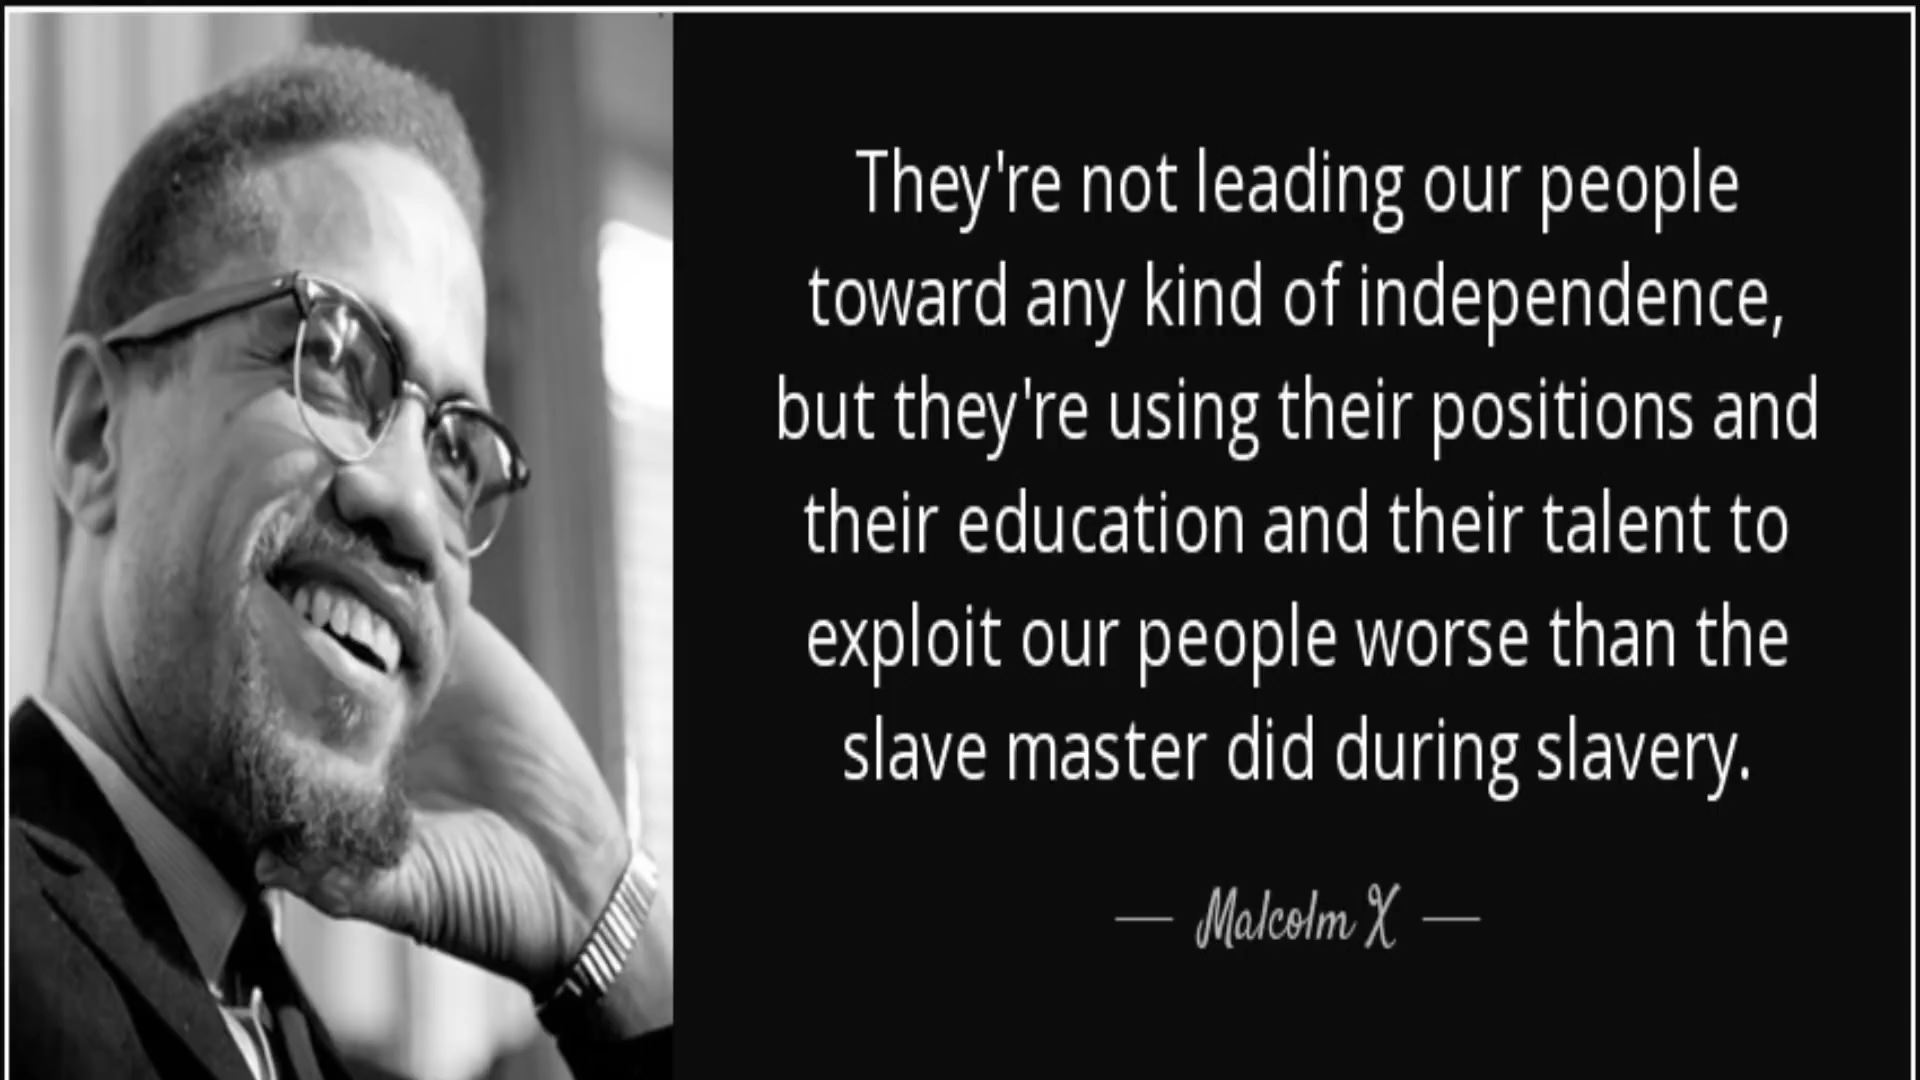 They're not leading our people
toward any kind of independence,
but they're using their positions and
their education and their talent to
exploit our people worse than the
slave master did during slavery.
— Malcolm X —